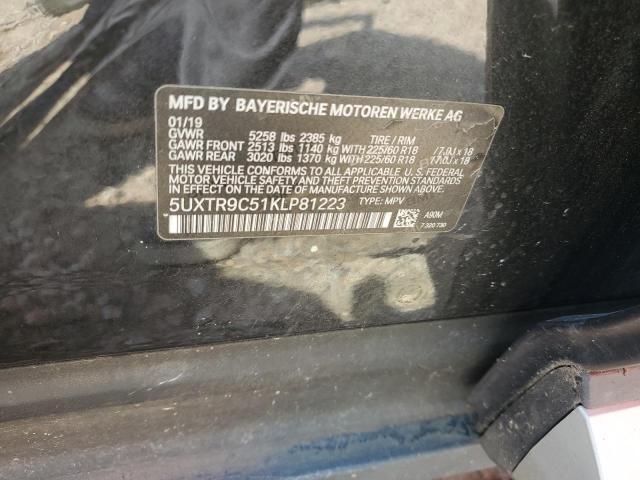 MFD BY BAYERISCHE MOTOREN WERKE AG
01/19
GVWR 5258 lbs 2385 kg TIRE / RIM
GAWR FRONT 2513 lbs 1140 kg WITH 225/60 R18 / 7.0J x 18
GAWR REAR 3020 lbs 1370 kg WITH 225/60 R18 / 7.0J x 18
THIS VEHICLE CONFORMS TO ALL APPLICABLE U.S. FEDERAL
MOTOR VEHICLE SAFETY STANDARDS IN EFFECT ON THE
DATE OF MANUFACTURE SHOWN ABOVE.
5UXTR9C51KLP81223 TYPE: MPV
A90M
7 320 730